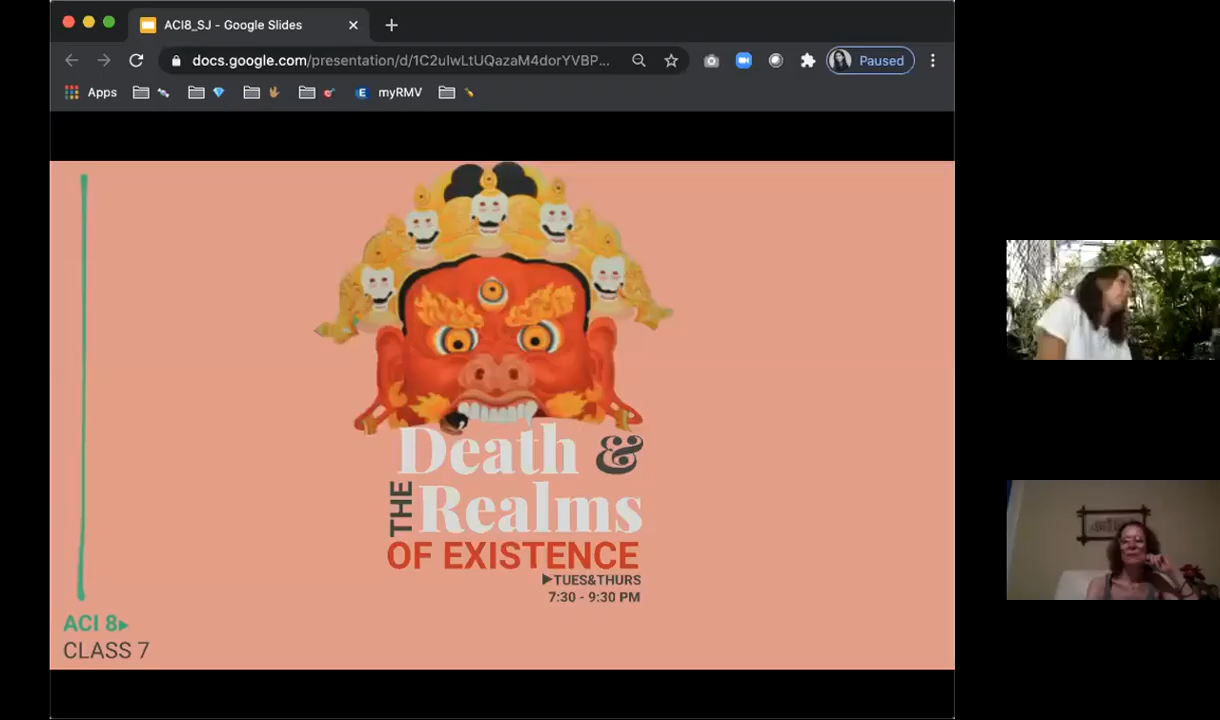 ACI8_SJ - Google Slides
docs.google.com/presentation/d/1C2ulwLtUQazaM4dorYVBP...
Paused
Apps
myRMV
Death &
THE Realms
OF EXISTENCE
▶TUES&THURS
7:30 - 9:30 PM
ACI 8▶
CLASS 7